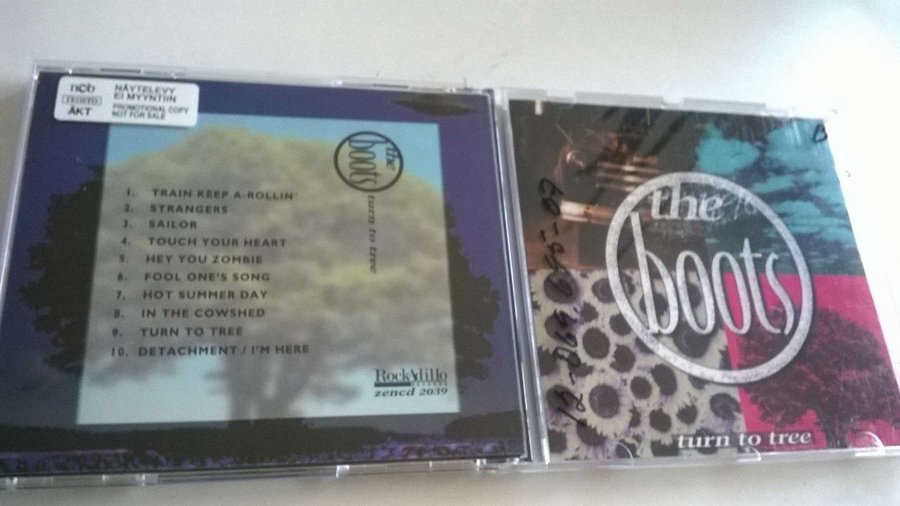 ncb
TEOSTO
ÄKT
NÄYTELEVY
EI MYYNTIIN
PROMOTIONAL COPY
NOT FOR SALE
the
boots
turn to tree
1. TRAIN KEEP A-ROLLIN'
2. STRANGERS
3. SAILOR
4. TOUCH YOUR HEART
5. HEY YOU ZOMBIE
6. FOOL ONE'S SONG
7. HOT SUMMER DAY
8. IN THE COWSHED
9. TURN TO TREE
10. DETACHMENT / I'M HERE
Rockadillo
RECORDS
zencd 2039
the
boots
turn to tree